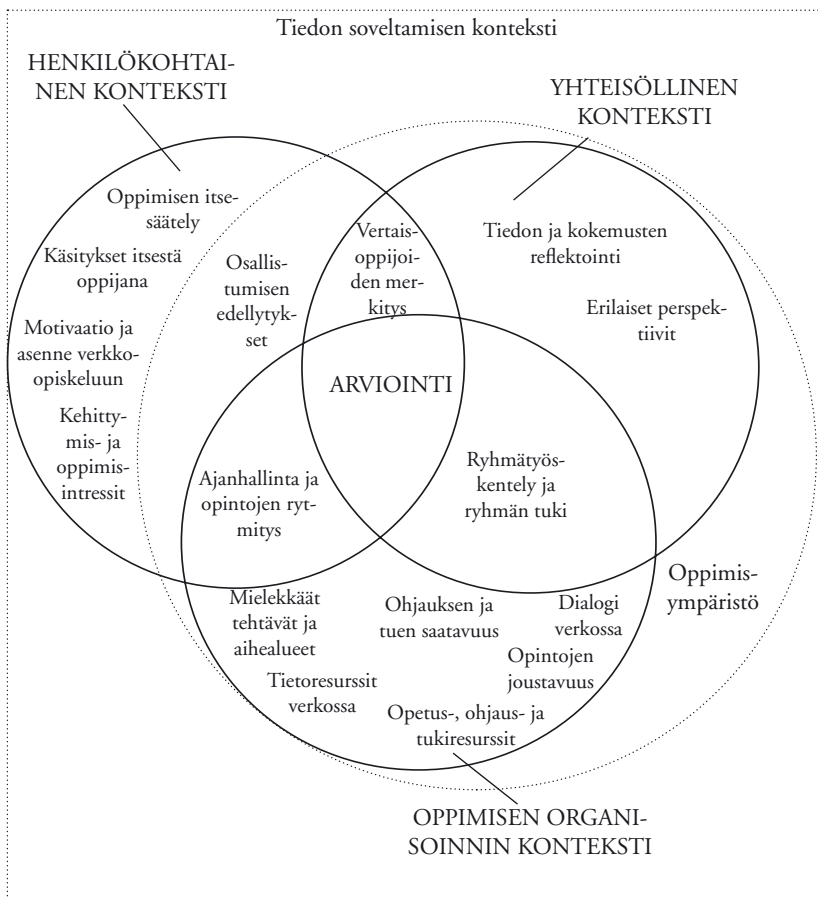 Tiedon soveltamisen konteksti
HENKILÖKOHTAI-
NEN KONTEKSTI
YHTEISÖLLINEN
KONTEKSTI
Oppimisen itse-
säätely
Käsitykset itsestä
oppijana
Motivaatio ja
asenne verkko-
opiskeluun
Kehitty-
mis- ja
oppimis-
intressit
Osallis-
tumisen
edellytyk-
set
Vertais-
oppijoi-
den mer-
kitys
Tiedon ja kokemusten
reflektointi
Erilaiset perspek-
tiivit
ARVIOINTI
Ajanhallinta ja
opintojen ryt-
mitys
Ryhmätyös-
kentely ja
ryhmän tuki
Oppimis-
ympäristö
Mielekkäät
tehtävät ja
aihealueet
Ohjauksen ja
tuen saatavuus
Dialogi
verkossa
Opintojen
joustavuus
Tietoresurssit
verkossa
Opetus-, ohjaus- ja
tukiresurssit
OPPIMISEN ORGANI-
SOINNIN KONTEKSTI